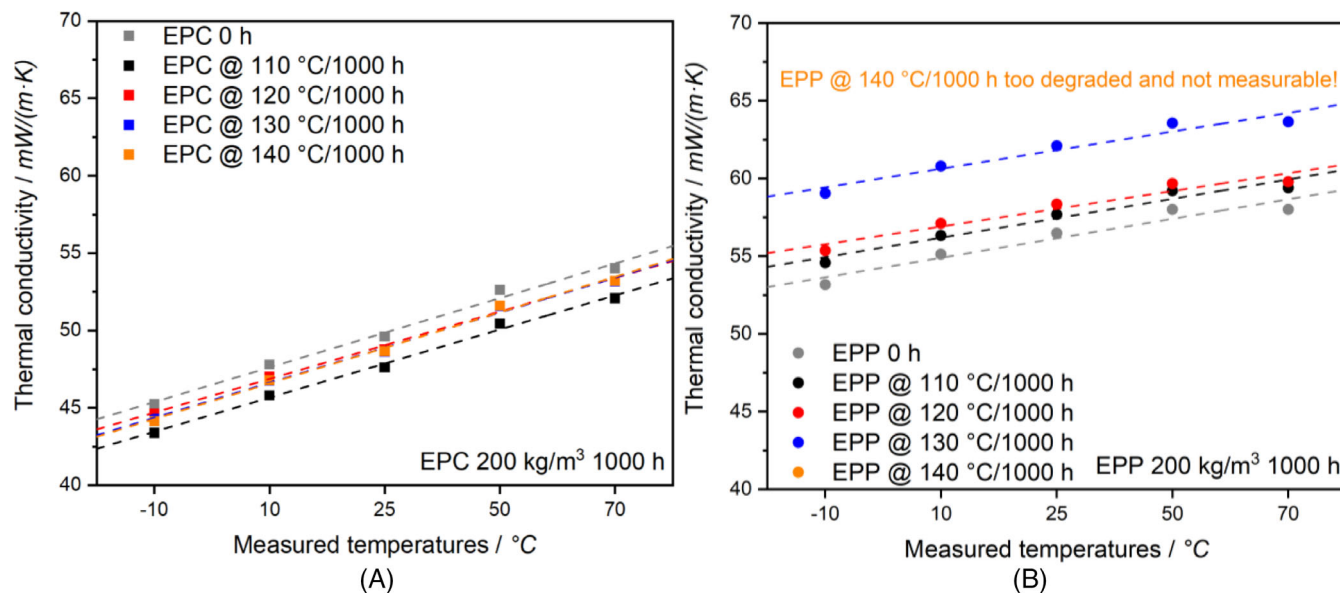 70
65
60
55
50
45
40
Thermal conductivity / mW/(m·K)
EPC 0 h
EPC @ 110 °C/1000 h
EPC @ 120 °C/1000 h
EPC @ 130 °C/1000 h
EPC @ 140 °C/1000 h
EPC 200 kg/m³ 1000 h
-10 10 25 50 70
Measured temperatures / °C
(A)
70
65
60
55
50
45
40
Thermal conductivity / mW/(m·K)
EPP @ 140 °C/1000 h too degraded and not measurable!
EPP 0 h
EPP @ 110 °C/1000 h
EPP @ 120 °C/1000 h
EPP @ 130 °C/1000 h
EPP @ 140 °C/1000 h
EPP 200 kg/m³ 1000 h
-10 10 25 50 70
Measured temperatures / °C
(B)